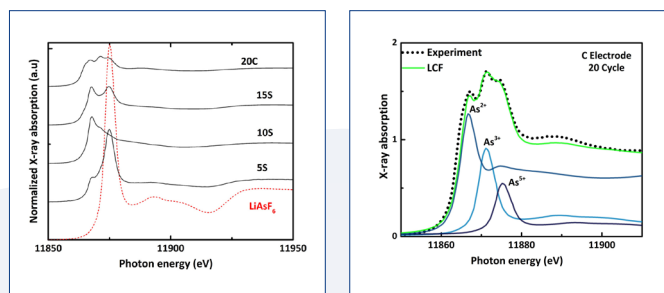 Normalized X-ray absorption (a.u)
20C
15S
10S
5S
LiAsF6
11850
11900
11950
Photon energy (eV)
X-ray absorption (a.u.)
2
1
0
Experiment
LCF
C Electrode
20 Cycle
As2+
As3+
As5+
11860
11880
11900
Photon energy (eV)